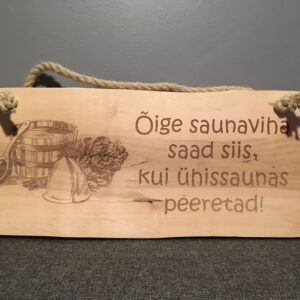 Õige saunaviha
saad siis,
kui ühissaunas
peeretad!